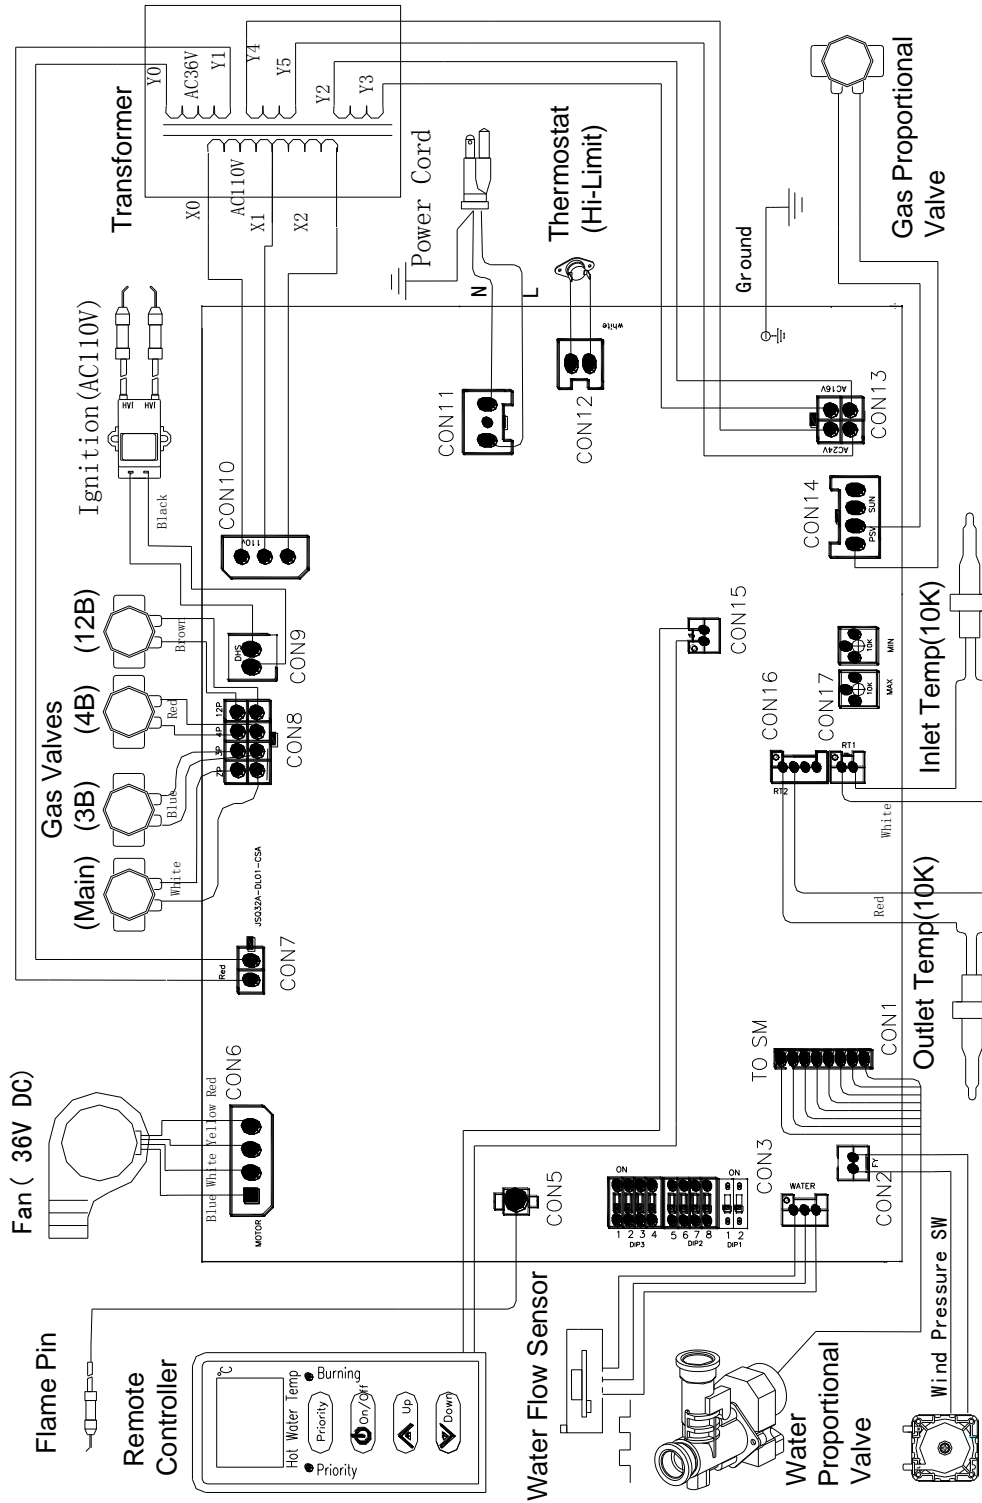 Flame Pin
Remote
Controller
°C
Hot Water Temp
Priority
Burning
Priority
On/Off
Up
Down
Water Flow Sensor
Water
Proportional
Valve
Wind Pressure SW
Fan( 36V DC)
Blue
White
Yellow
Red
MOTOR
CON6
CON5
ON
1 2 3 4
DIP3
5 6 7 8
DIP2
ON
1 2
DIP1
CON3
WATER
CON2
FY
TO SM
CON1
Outlet Temp(10K)
Red
Red
CON7
JSQ32A-DL01-CSA
Gas Valves
(Main)
(3B)
(4B)
(12B)
White
Blue
Red
Brown
ZP
3P
4P
12P
CON8
DHS
CON9
Ignition(AC110V)
HVI
HVI
Black
CON10
110V
CON16
RT2
CON17
RT1
White
Inlet Temp(10K)
10K
MAX
10K
MIN
CON15
CON14
PSV
SUN
CON13
AC24V
AC16V
CON11
CON12
white
N
L
Power Cord
Thermostat
(Hi-Limit)
Ground
Gas Proportional
Valve
Transformer
X0
AC110V
X1
X2
Y0
AC36V
Y1
Y4
Y5
Y2
Y3